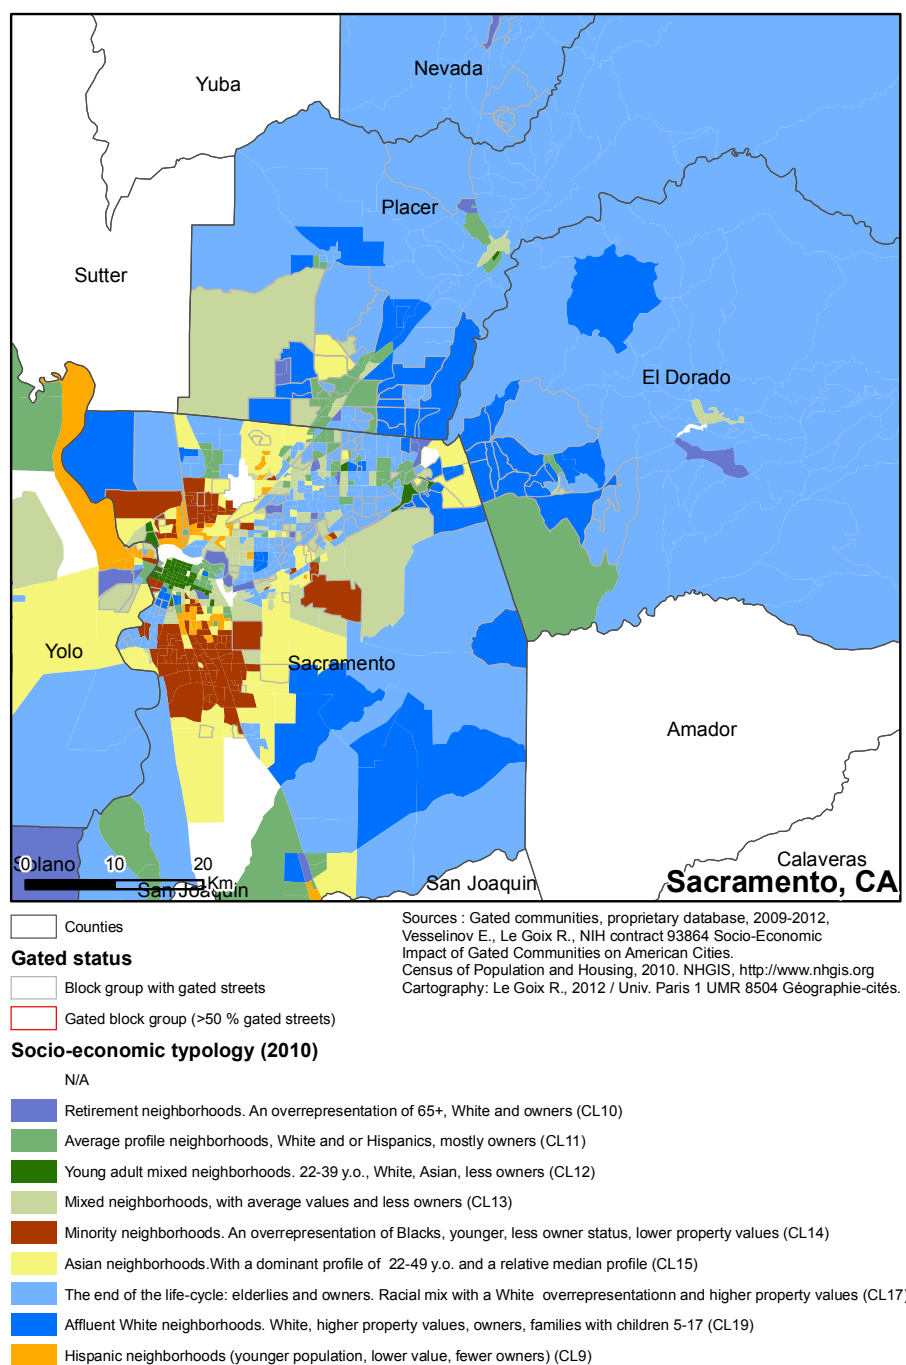 Nevada
Yuba
Placer
Sutter
El Dorado
Yolo
Sacramento
Amador
Solano
0 10 20
Km
San Joaquin
San Joaquin
Calaveras
Sacramento, CA
Counties
Gated status
Block group with gated streets
Gated block group (>50 % gated streets)
Sources : Gated communities, proprietary database, 2009-2012,
Vesselinov E., Le Goix R., NIH contract 93864 Socio-Economic
Impact of Gated Communities on American Cities.
Census of Population and Housing, 2010. NHGIS, http://www.nhgis.org
Cartography: Le Goix R., 2012 / Univ. Paris 1 UMR 8504 Géographie-cités.
Socio-economic typology (2010)
N/A
Retirement neighborhoods. An overrepresentation of 65+, White and owners (CL10)
Average profile neighborhoods, White and or Hispanics, mostly owners (CL11)
Young adult mixed neighborhoods. 22-39 y.o., White, Asian, less owners (CL12)
Mixed neighborhoods, with average values and less owners (CL13)
Minority neighborhoods. An overrepresentation of Blacks, younger, less owner status, lower property values (CL14)
Asian neighborhoods.With a dominant profile of 22-49 y.o. and a relative median profile (CL15)
The end of the life-cycle: elderlies and owners. Racial mix with a White overrepresentationn and higher property values (CL17)
Affluent White neighborhoods. White, higher property values, owners, families with children 5-17 (CL19)
Hispanic neighborhoods (younger population, lower value, fewer owners) (CL9)